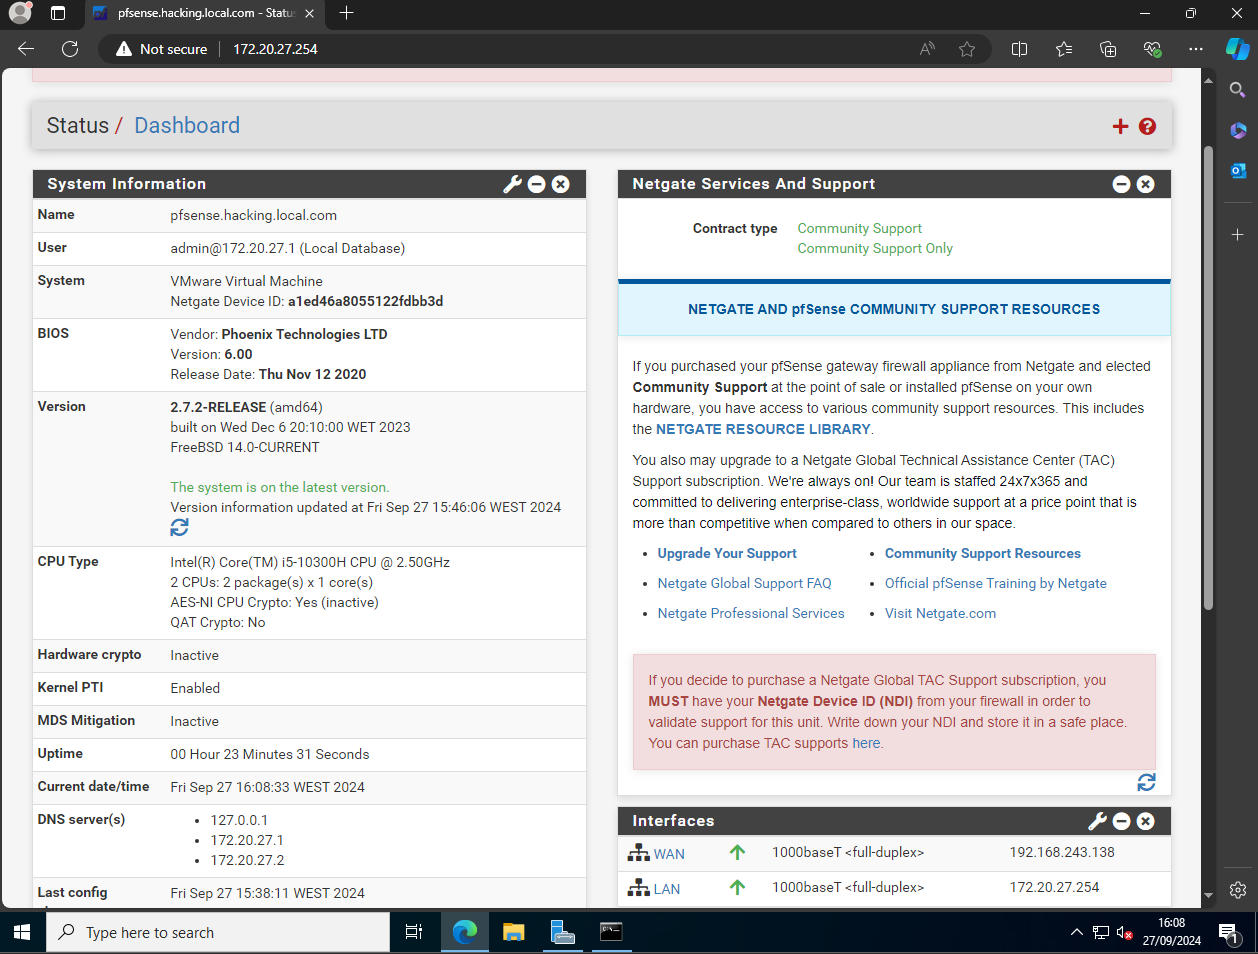 pfsense.hacking.local.com - Statu
Not secure
172.20.27.254
Status / Dashboard
System Information
Name pfsense.hacking.local.com
User admin@172.20.27.1 (Local Database)
System VMware Virtual Machine
Netgate Device ID: a1ed46a8055122fdbb3d
BIOS Vendor: Phoenix Technologies LTD
Version: 6.00
Release Date: Thu Nov 12 2020
Version 2.7.2-RELEASE (amd64)
built on Wed Dec 6 20:10:00 WET 2023
FreeBSD 14.0-CURRENT
The system is on the latest version.
Version information updated at Fri Sep 27 15:46:06 WEST 2024
CPU Type Intel(R) Core(TM) i5-10300H CPU @ 2.50GHz
2 CPUs: 2 package(s) x 1 core(s)
AES-NI CPU Crypto: Yes (inactive)
QAT Crypto: No
Hardware crypto Inactive
Kernel PTI Enabled
MDS Mitigation Inactive
Uptime 00 Hour 23 Minutes 31 Seconds
Current date/time Fri Sep 27 16:08:33 WEST 2024
DNS server(s) • 127.0.0.1
• 172.20.27.1
• 172.20.27.2
Last config Fri Sep 27 15:38:11 WEST 2024
Netgate Services And Support
Contract type Community Support
Community Support Only
NETGATE AND pfSense COMMUNITY SUPPORT RESOURCES
If you purchased your pfSense gateway firewall appliance from Netgate and elected
Community Support at the point of sale or installed pfSense on your own
hardware, you have access to various community support resources. This includes
the NETGATE RESOURCE LIBRARY.
You also may upgrade to a Netgate Global Technical Assistance Center (TAC)
Support subscription. We're always on! Our team is staffed 24x7x365 and
committed to delivering enterprise-class, worldwide support at a price point that is
more than competitive when compared to others in our space.
• Upgrade Your Support
• Netgate Global Support FAQ
• Netgate Professional Services
• Community Support Resources
• Official pfSense Training by Netgate
• Visit Netgate.com
If you decide to purchase a Netgate Global TAC Support subscription, you
MUST have your Netgate Device ID (NDI) from your firewall in order to
validate support for this unit. Write down your NDI and store it in a safe place.
You can purchase TAC supports here.
Interfaces
WAN 1000baseT <full-duplex> 192.168.243.138
LAN 1000baseT <full-duplex> 172.20.27.254
Type here to search
16:08
27/09/2024
1